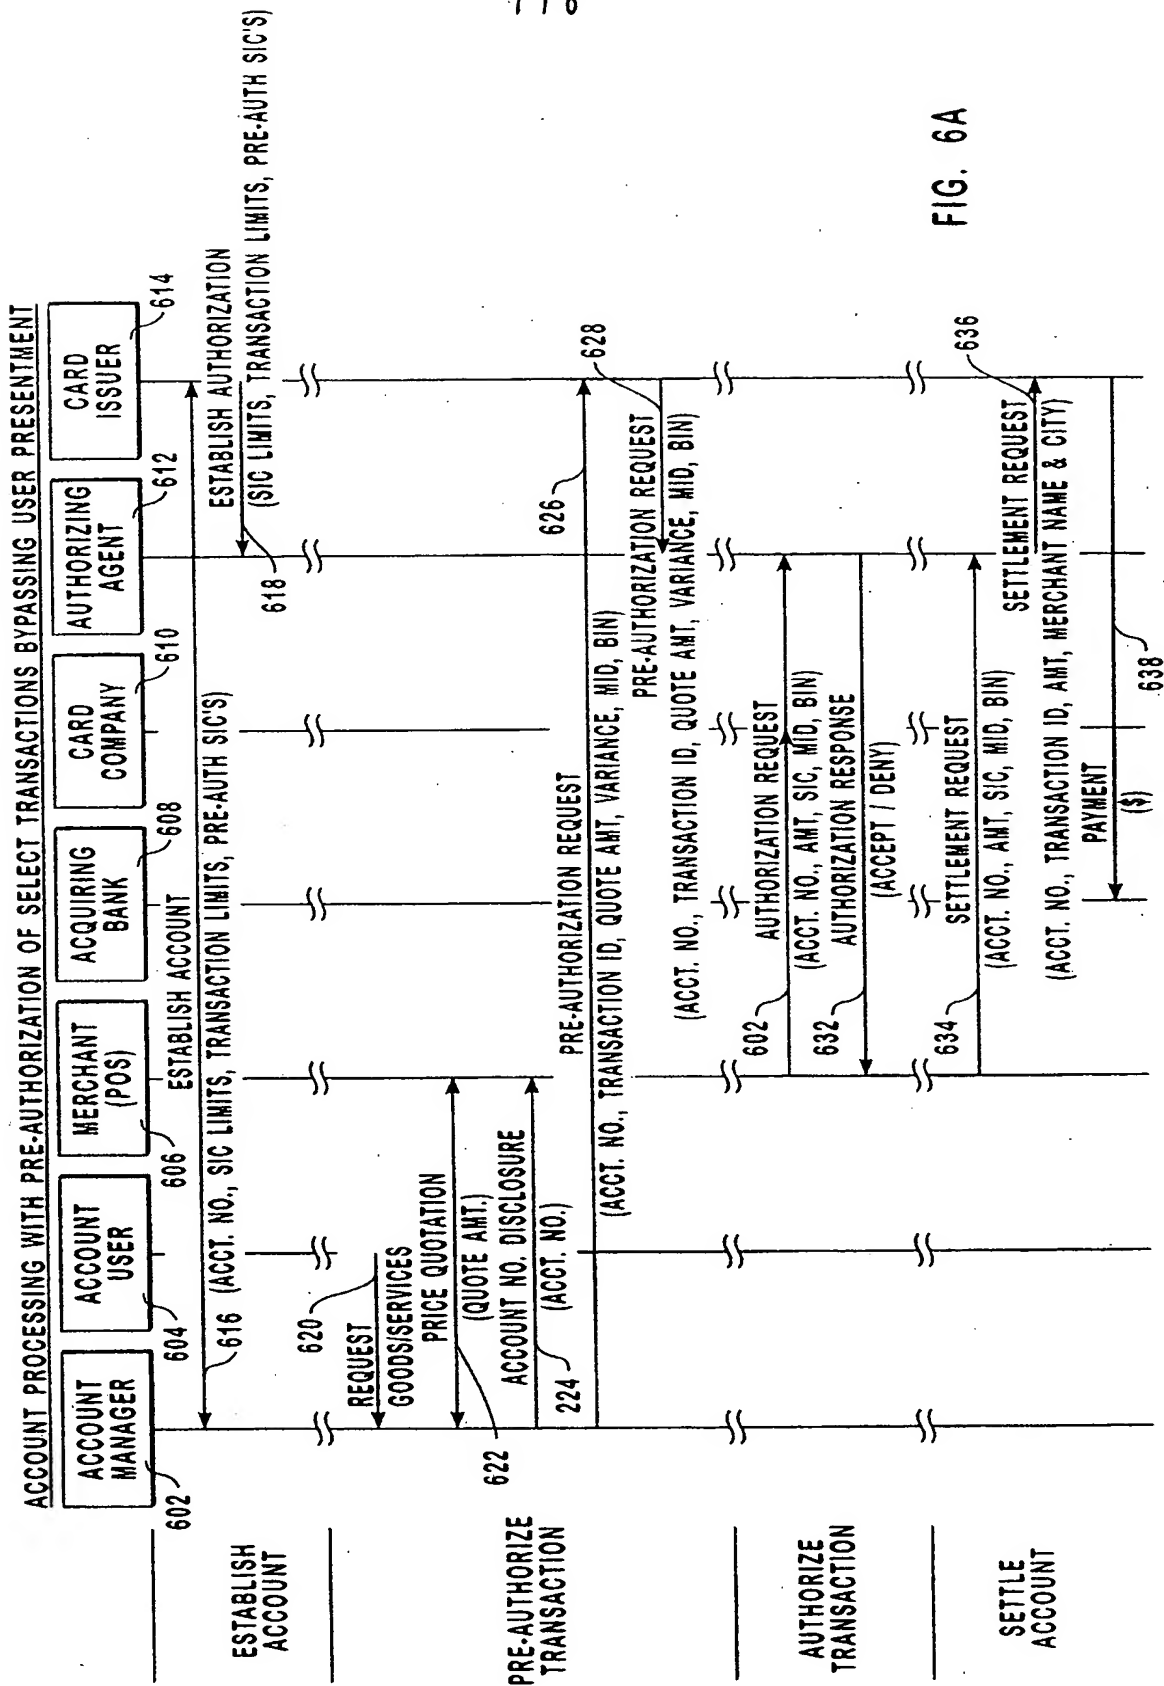 ACCOUNT PROCESSING WITH PRE-AUTHORIZATION OF SELECT TRANSACTIONS BYPASSING USER PRESENTMENT
ACCOUNT
MANAGER
602
ACCOUNT
USER
604
MERCHANT
(POS)
606
ACQUIRING
BANK
608
CARD
COMPANY
610
AUTHORIZING
AGENT
612
CARD
ISSUER
614
ESTABLISH
ACCOUNT
ESTABLISH ACCOUNT
616
(ACCT. NO., SIC LIMITS, TRANSACTION LIMITS, PRE-AUTH SIC'S)
ESTABLISH AUTHORIZATION
618
(SIC LIMITS, TRANSACTION LIMITS, PRE-AUTH SIC'S)
PRE-AUTHORIZE
TRANSACTION
620
REQUEST
GOODS/SERVICES
PRICE QUOTATION
(QUOTE AMT.)
622
ACCOUNT NO. DISCLOSURE
(ACCT. NO.)
224
PRE-AUTHORIZATION REQUEST
626
(ACCT. NO., TRANSACTION ID, QUOTE AMT, VARIANCE, MID, BIN)
PRE-AUTHORIZATION REQUEST
628
(ACCT. NO., TRANSACTION ID, QUOTE AMT, VARIANCE, MID, BIN)
AUTHORIZE
TRANSACTION
602
AUTHORIZATION REQUEST
(ACCT. NO., AMT, SIC, MID, BIN)
632
AUTHORIZATION RESPONSE
(ACCEPT / DENY)
SETTLE
ACCOUNT
634
SETTLEMENT REQUEST
(ACCT. NO., AMT, SIC, MID, BIN)
SETTLEMENT REQUEST
636
(ACCT. NO., TRANSACTION ID, AMT, MERCHANT NAME & CITY)
PAYMENT
($)
638
FIG. 6A